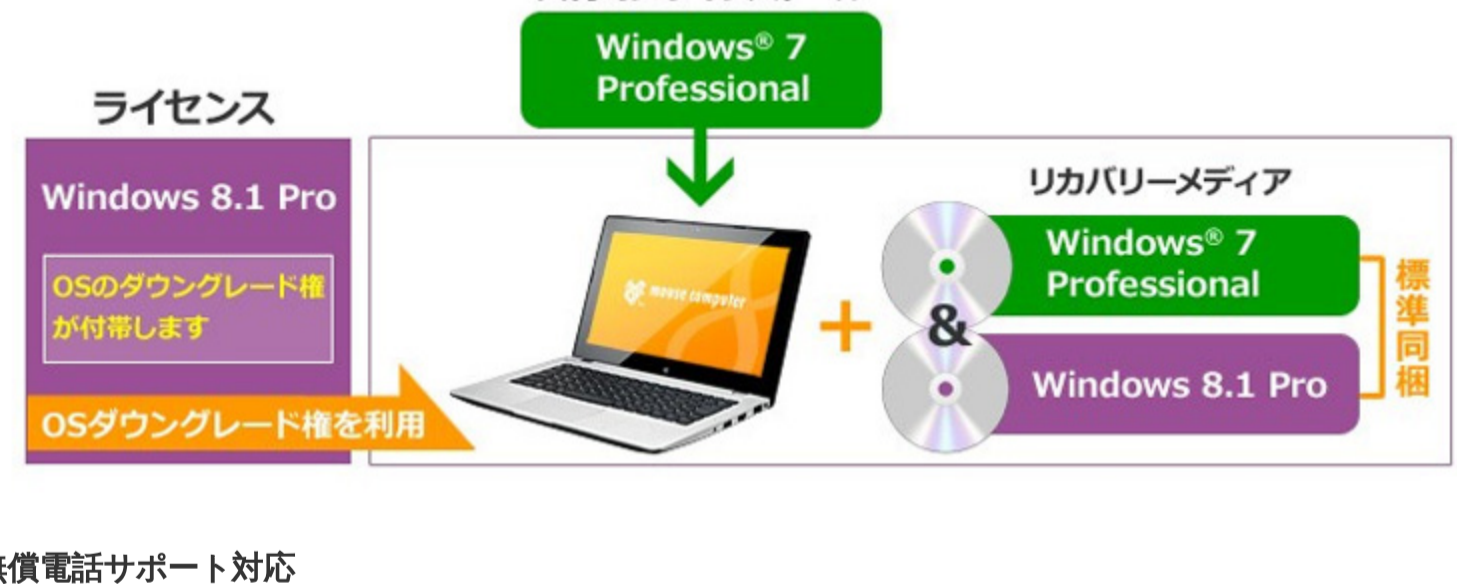 Windows® 7
Professional
ライセンス
Windows 8.1 Pro
OSのダウングレード権
が付帯します
OSダウングレード権を利用
mouse computer
リカバリーメディア
Windows® 7
Professional
&
Windows 8.1 Pro
標準同梱
無償電話サポート対応